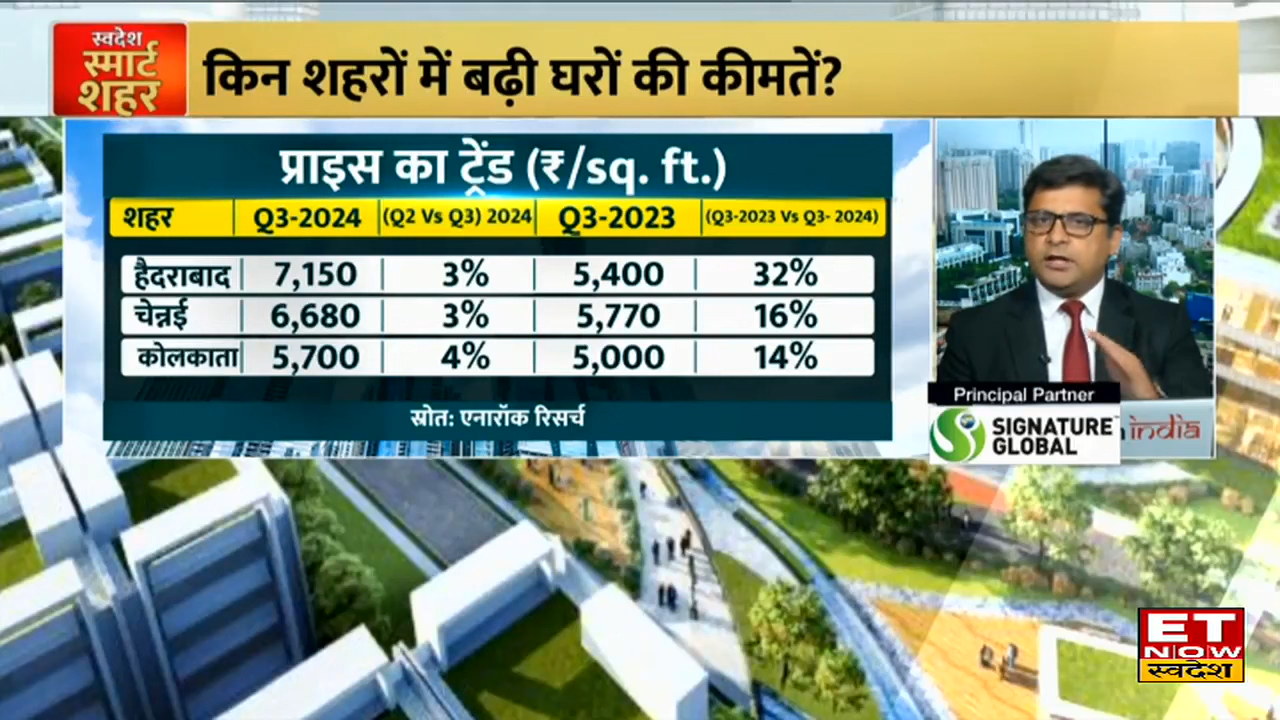 स्वदेश
स्मार्ट
शहर
किन शहरों में बढ़ी घरों की कीमतें?
प्राइस का ट्रेंड (₹/sq. ft.)
शहर Q3-2024 (Q2 Vs Q3) 2024 Q3-2023 (Q3-2023 Vs Q3- 2024)
हैदराबाद 7,150 3% 5,400 32%
चेन्नई 6,680 3% 5,770 16%
कोलकाता 5,700 4% 5,000 14%
स्रोत: एनारॉक रिसर्च
Principal Partner
SIGNATURE
GLOBAL
india
ET
NOW
स्वदेश